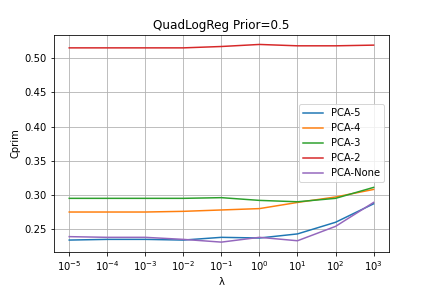 QuadLogReg Prior=0.5
Cprim
0.50
0.45
0.40
0.35
0.30
0.25
PCA-5
PCA-4
PCA-3
PCA-2
PCA-None
10⁻⁵ 10⁻⁴ 10⁻³ 10⁻² 10⁻¹ 10⁰ 10¹ 10² 10³
λ